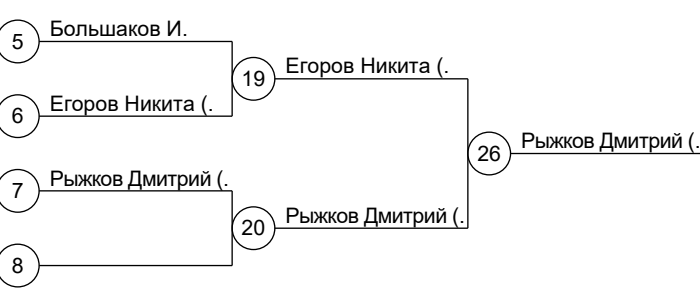 5 Большаков И.
19 Егоров Никита (.
6 Егоров Никита (.
26 Рыжков Дмитрий (.
7 Рыжков Дмитрий (.
20 Рыжков Дмитрий (.
8